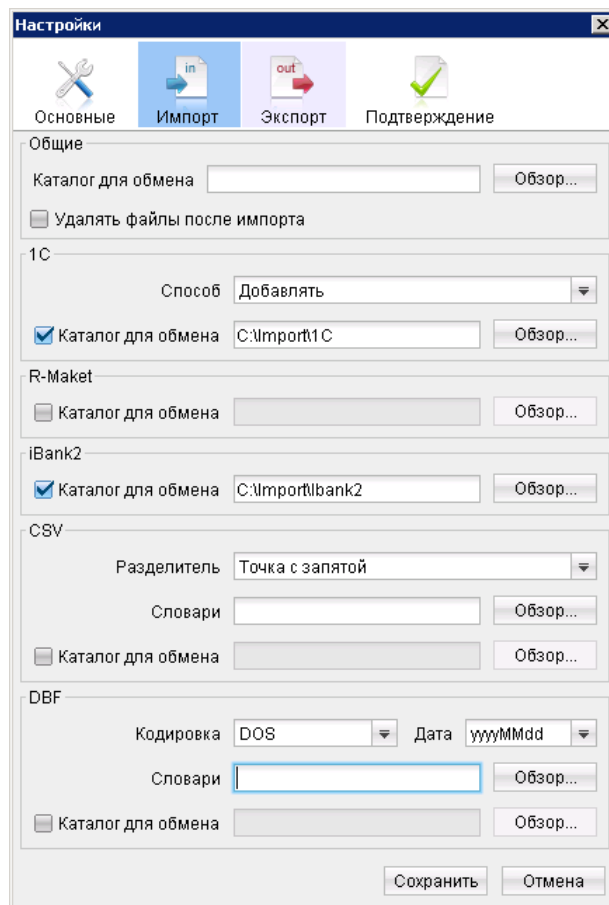 Настройки
in out
Основные Импорт Экспорт Подтверждение
Общие
Каталог для обмена Обзор...
Удалять файлы после импорта
1C
Способ Добавлять
Каталог для обмена C:\Import\1C Обзор...
R-Maket
Каталог для обмена Обзор...
iBank2
Каталог для обмена C:\Import\Ibank2 Обзор...
CSV
Разделитель Точка с запятой
Словари Обзор...
Каталог для обмена Обзор...
DBF
Кодировка DOS Дата yyyyMMdd
Словари Обзор...
Каталог для обмена Обзор...
Сохранить Отмена